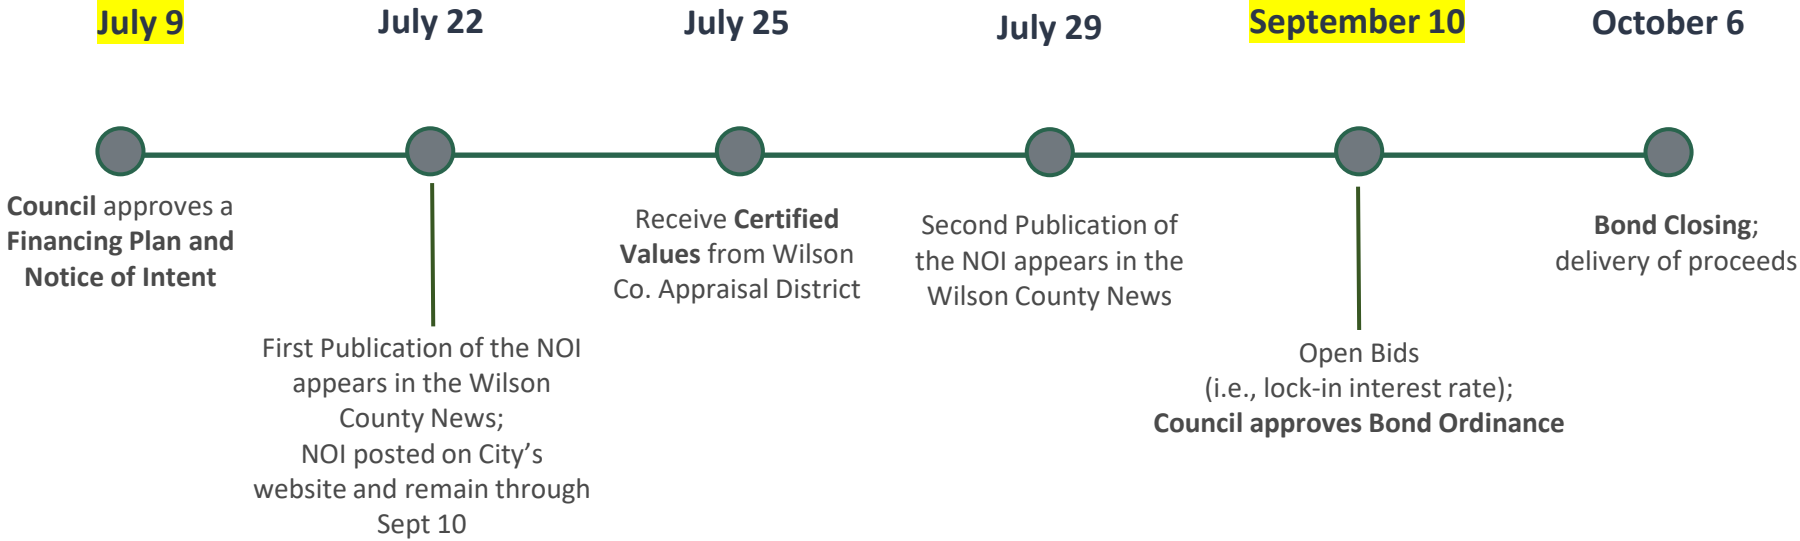 July 9
July 22
July 25
July 29
September 10
October 6
Council approves a
Financing Plan and
Notice of Intent
First Publication of the NOI
appears in the Wilson
County News;
NOI posted on City's
website and remain through
Sept 10
Receive Certified
Values from Wilson
Co. Appraisal District
Second Publication of
the NOI appears in the
Wilson County News
Open Bids
(i.e., lock-in interest rate);
Council approves Bond Ordinance
Bond Closing;
delivery of proceeds